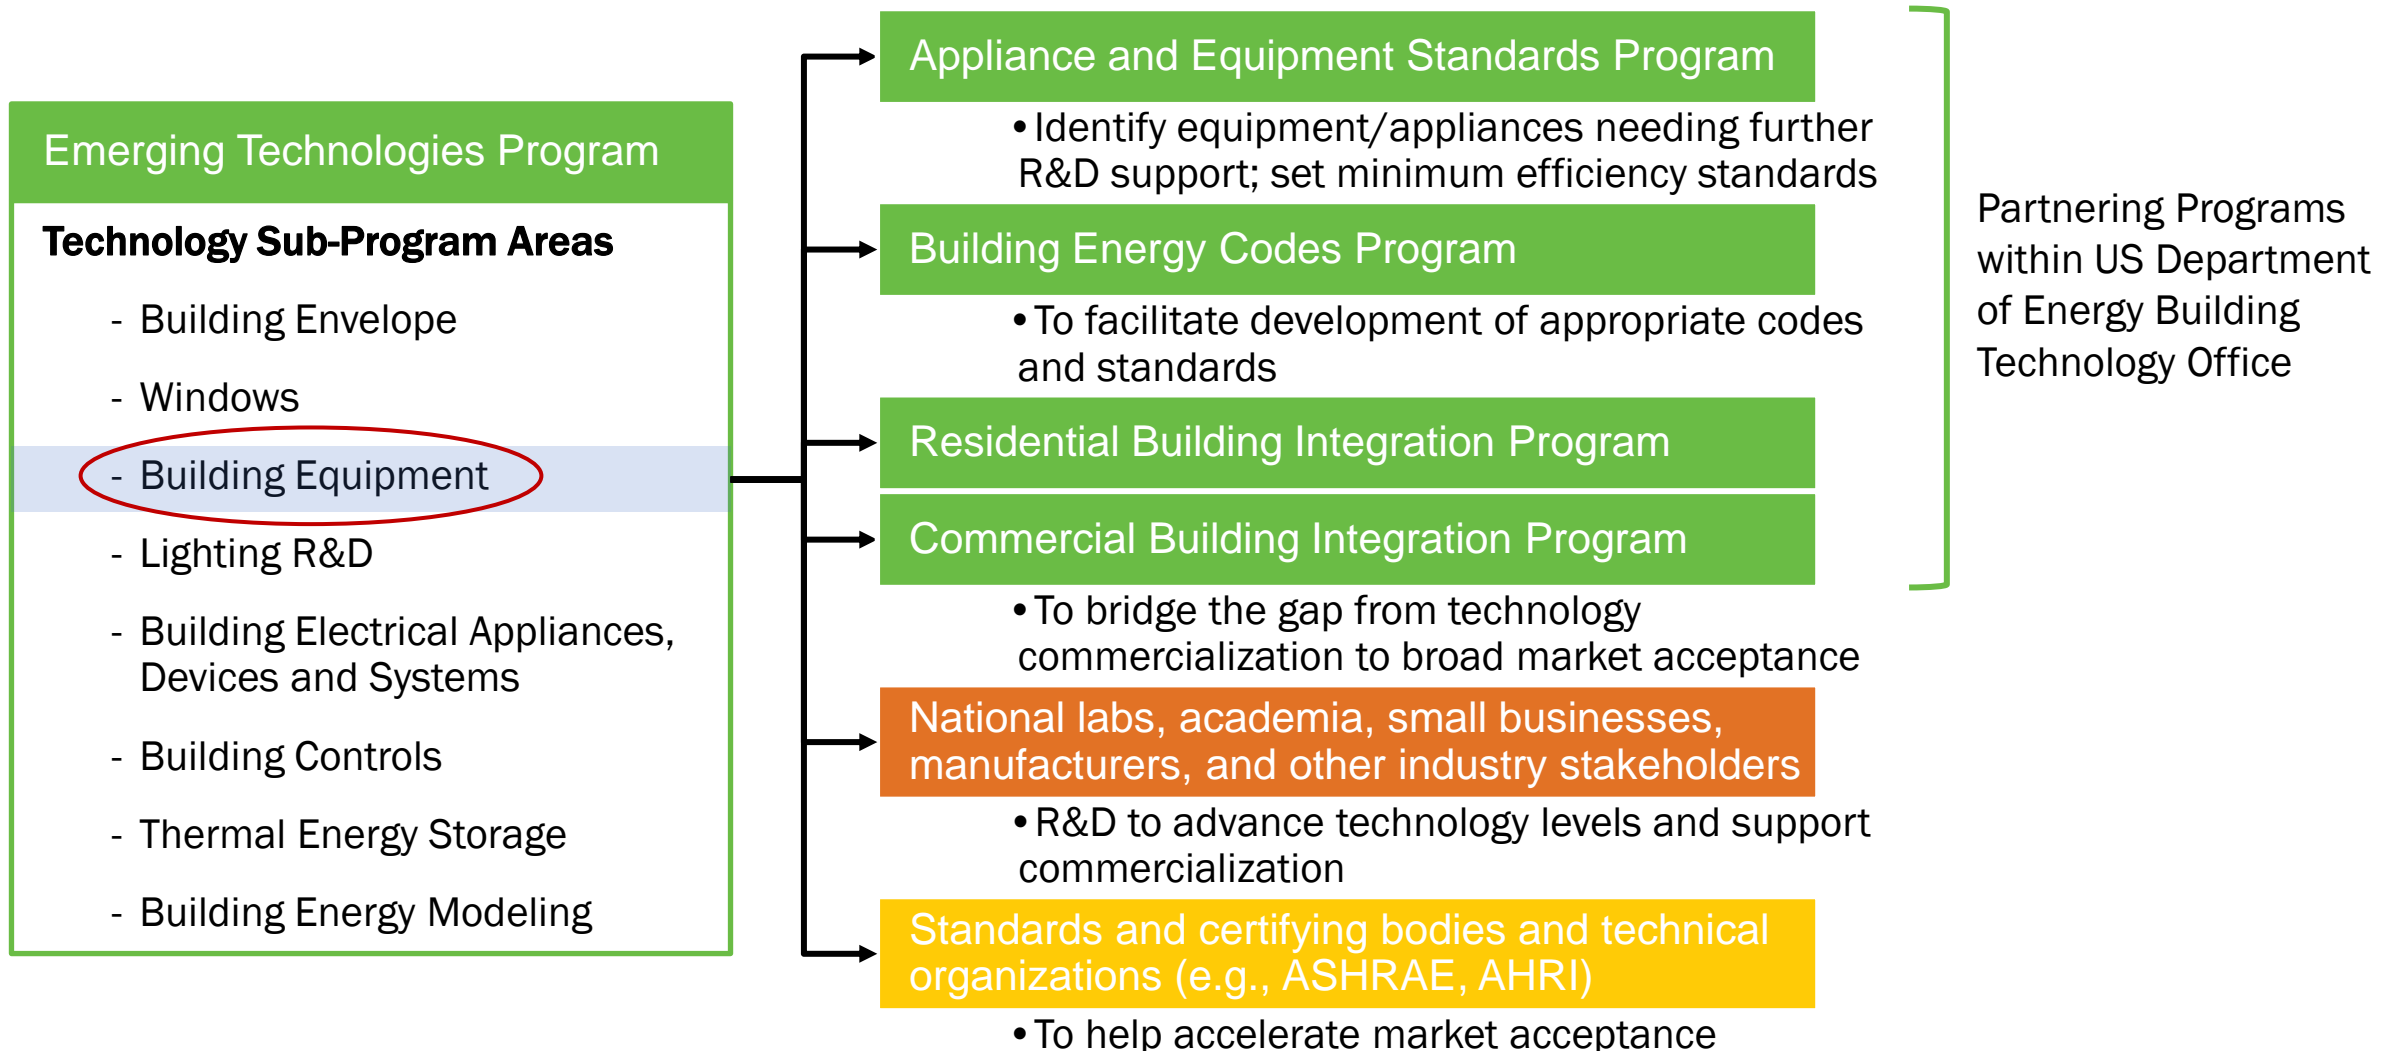 Emerging Technologies Program
Technology Sub-Program Areas
- Building Envelope
- Windows
- Building Equipment
- Lighting R&D
- Building Electrical Appliances,
Devices and Systems
- Building Controls
- Thermal Energy Storage
- Building Energy Modeling
Appliance and Equipment Standards Program
• Identify equipment/appliances needing further
R&D support; set minimum efficiency standards
Building Energy Codes Program
• To facilitate development of appropriate codes
and standards
Residential Building Integration Program
Commercial Building Integration Program
• To bridge the gap from technology
commercialization to broad market acceptance
National labs, academia, small businesses,
manufacturers, and other industry stakeholders
• R&D to advance technology levels and support
commercialization
Standards and certifying bodies and technical
organizations (e.g., ASHRAE, AHRI)
• To help accelerate market acceptance
Partnering Programs
within US Department
of Energy Building
Technology Office